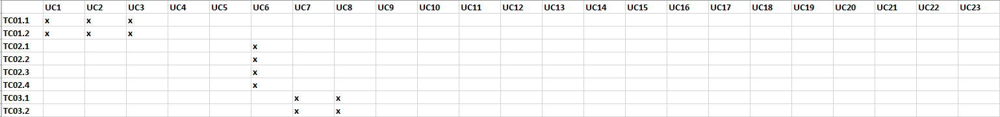 UC1 UC2 UC3 UC4 UC5 UC6 UC7 UC8 UC9 UC10 UC11 UC12 UC13 UC14 UC15 UC16 UC17 UC18 UC19 UC20 UC21 UC22 UC23
TC01.1 x x x
TC01.2 x x x
TC02.1 x
TC02.2 x
TC02.3 x
TC02.4 x
TC03.1 x x
TC03.2 x x